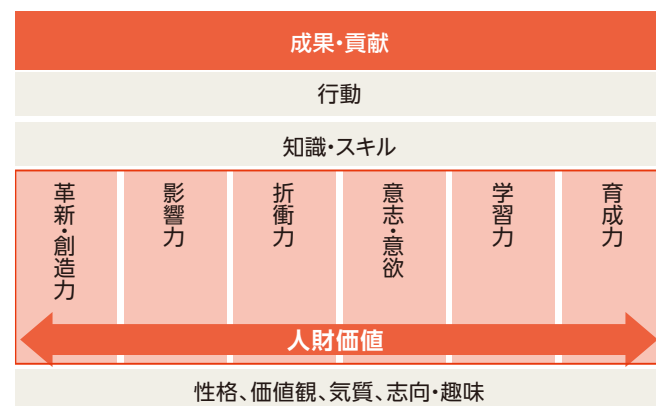 成果・貢献
行動
知識・スキル
革新・創造力
影響力
折衝力
意志・意欲
学習力
育成力
人財価値
性格、価値観、気質、志向・趣味